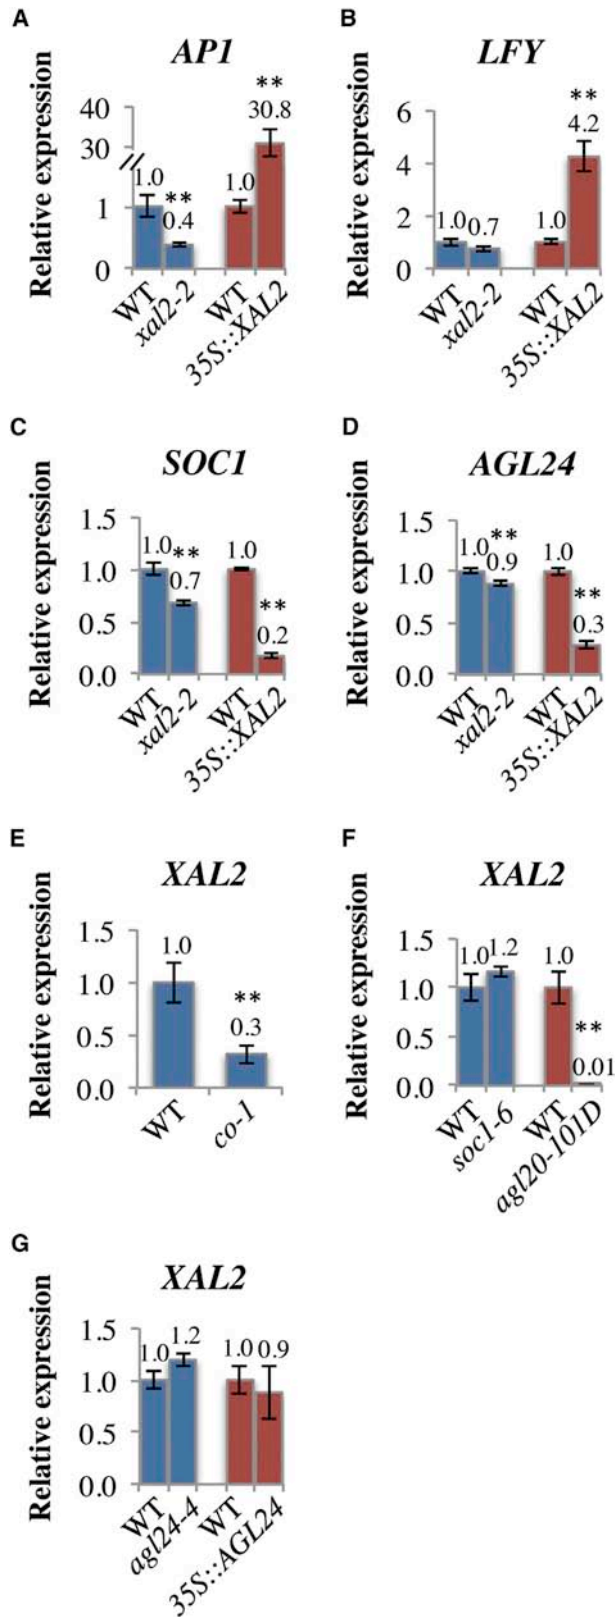 A
AP1
Relative expression
40
30
1
0
1.0
**
0.4
1.0
**
30.8
WT
xal2-2
WT
35S::XAL2
B
LFY
Relative expression
6
4
2
0
1.0
0.7
1.0
**
4.2
WT
xal2-2
WT
35S::XAL2
C
SOC1
Relative expression
1.5
1.0
0.5
0.0
1.0
**
0.7
1.0
**
0.2
WT
xal2-2
WT
35S::XAL2
D
AGL24
Relative expression
1.5
1.0
0.5
0.0
1.0
**
0.9
1.0
**
0.3
WT
xal2-2
WT
35S::XAL2
E
XAL2
Relative expression
1.5
1.0
0.5
0.0
1.0
**
0.3
WT
co-1
F
XAL2
Relative expression
1.5
1.0
0.5
0.0
1.0
1.2
1.0
**
0.01
WT
soc1-6
WT
agl20-101D
G
XAL2
Relative expression
1.5
1.0
0.5
0.0
1.0
1.2
1.0
0.9
WT
agl24-4
WT
35S::AGL24